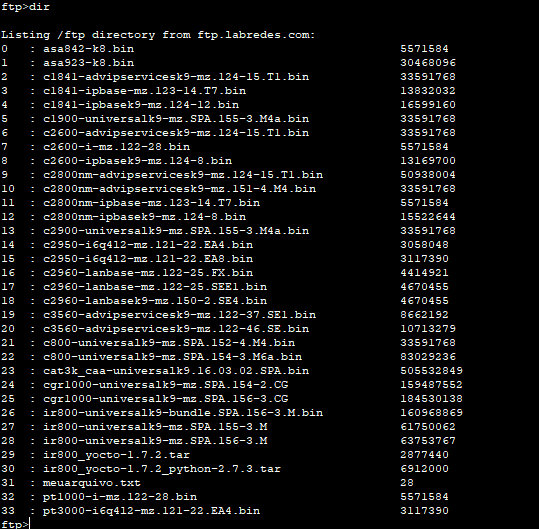 ftp>dir

Listing /ftp directory from ftp.labredes.com:
0 : asa842-k8.bin 5571584
1 : asa923-k8.bin 30468096
2 : c1841-advipservicesk9-mz.124-15.T1.bin 33591768
3 : c1841-ipbase-mz.123-14.T7.bin 13832032
4 : c1841-ipbasek9-mz.124-12.bin 16599160
5 : c1900-universalk9-mz.SPA.155-3.M4a.bin 33591768
6 : c2600-advipservicesk9-mz.124-15.T1.bin 33591768
7 : c2600-i-mz.122-28.bin 5571584
8 : c2600-ipbasek9-mz.124-8.bin 13169700
9 : c2800nm-advipservicesk9-mz.124-15.T1.bin 50938004
10 : c2800nm-advipservicesk9-mz.151-4.M4.bin 33591768
11 : c2800nm-ipbase-mz.123-14.T7.bin 5571584
12 : c2800nm-ipbasek9-mz.124-8.bin 15522644
13 : c2900-universalk9-mz.SPA.155-3.M4a.bin 33591768
14 : c2950-i6q4l2-mz.121-22.EA4.bin 3058048
15 : c2950-i6q4l2-mz.121-22.EA8.bin 3117390
16 : c2960-lanbase-mz.122-25.FX.bin 4414921
17 : c2960-lanbase-mz.122-25.SEE1.bin 4670455
18 : c2960-lanbasek9-mz.150-2.SE4.bin 4670455
19 : c3560-advipservicesk9-mz.122-37.SE1.bin 8662192
20 : c3560-advipservicesk9-mz.122-46.SE.bin 10713279
21 : c800-universalk9-mz.SPA.152-4.M4.bin 33591768
22 : c800-universalk9-mz.SPA.154-3.M6a.bin 83029236
23 : cat3k_caa-universalk9.16.03.02.SPA.bin 505532849
24 : cgr1000-universalk9-mz.SPA.154-2.CG 159487552
25 : cgr1000-universalk9-mz.SPA.156-3.CG 184530138
26 : ir800-universalk9-bundle.SPA.156-3.M.bin 160968869
27 : ir800-universalk9-mz.SPA.155-3.M 61750062
28 : ir800-universalk9-mz.SPA.156-3.M 63753767
29 : ir800_yocto-1.7.2.tar 2877440
30 : ir800_yocto-1.7.2_python-2.7.3.tar 6912000
31 : meuarquivo.txt 28
32 : pt1000-i-mz.122-28.bin 5571584
33 : pt3000-i6q4l2-mz.121-22.EA4.bin 3117390
ftp>